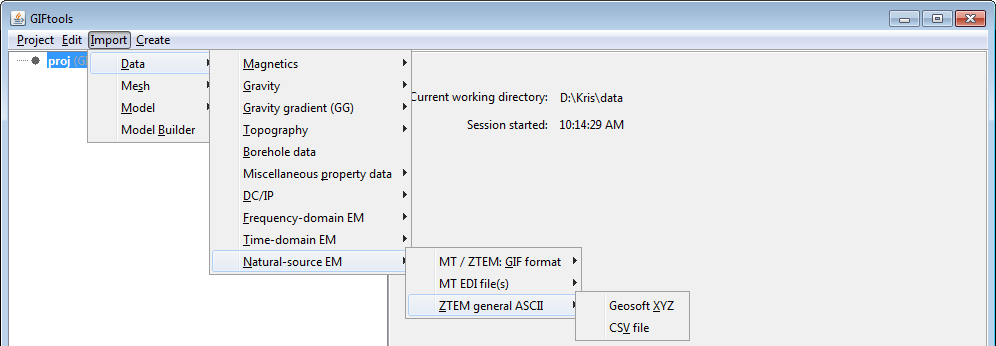 GIFtools
Project Edit Import Create
proj (G
Data
Mesh
Model
Model Builder
Magnetics
Gravity
Gravity gradient (GG)
Topography
Borehole data
Miscellaneous property data
DC/IP
Frequency-domain EM
Time-domain EM
Natural-source EM
Current working directory: D:\Kris\data
Session started: 10:14:29 AM
MT / ZTEM: GIF format
MT EDI file(s)
ZTEM general ASCII
Geosoft XYZ
CSV file